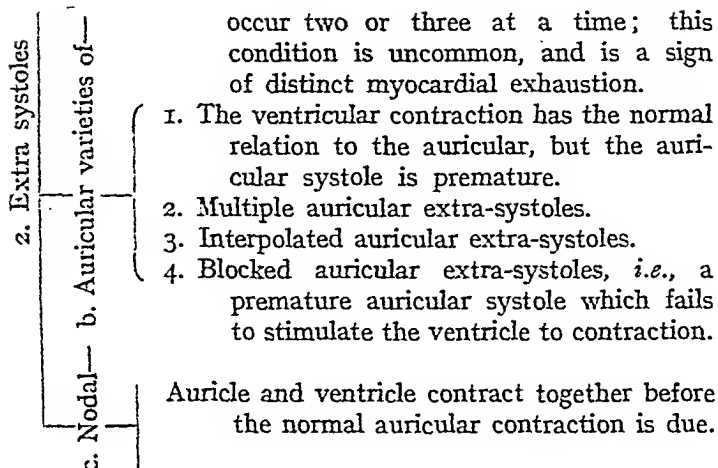 2. Extra systoles
occur two or three at a time; this
condition is uncommon, and is a sign
of distinct myocardial exhaustion.
b. Auricular varieties of—
1. The ventricular contraction has the normal
relation to the auricular, but the auri-
cular systole is premature.
2. Multiple auricular extra-systoles.
3. Interpolated auricular extra-systoles.
4. Blocked auricular extra-systoles, i.e., a
premature auricular systole which fails
to stimulate the ventricle to contraction.
c. Nodal—
Auricle and ventricle contract together before
the normal auricular contraction is due.